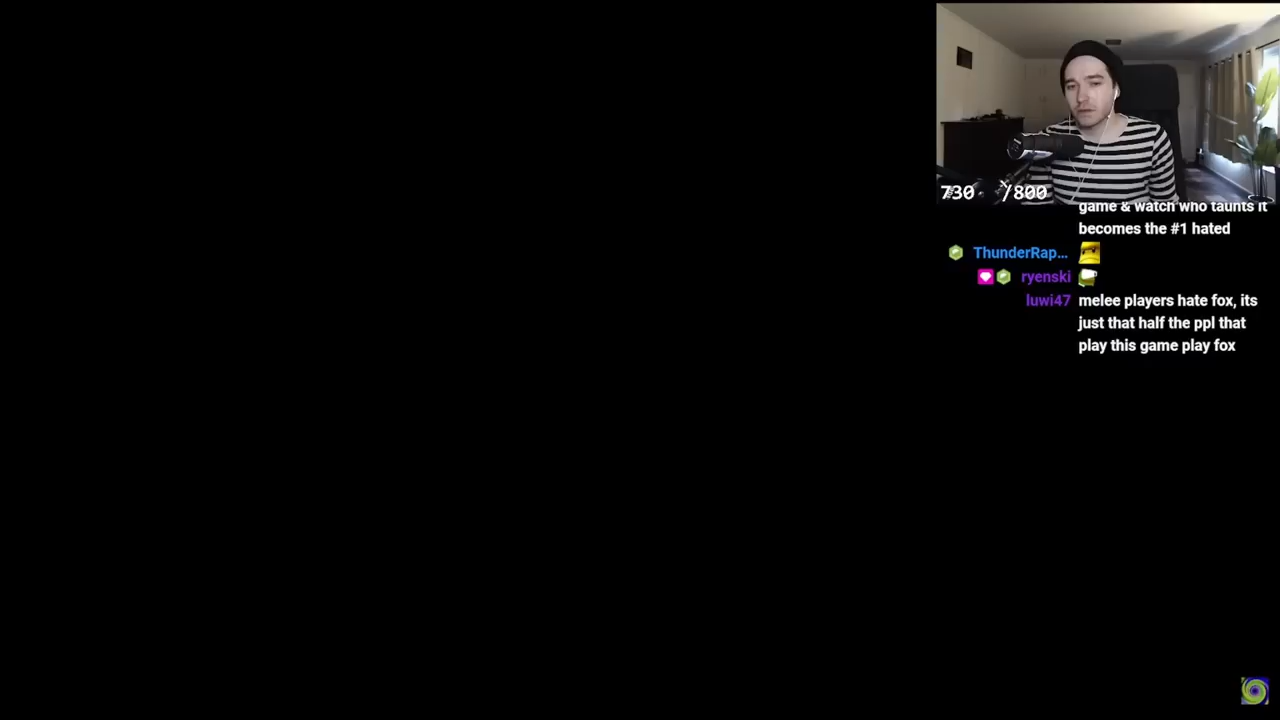 730 /800
game & watch who taunts it
becomes the #1 hated
ThunderRap...
ryenski
luwi47 melee players hate fox, its
just that half the ppl that
play this game play fox